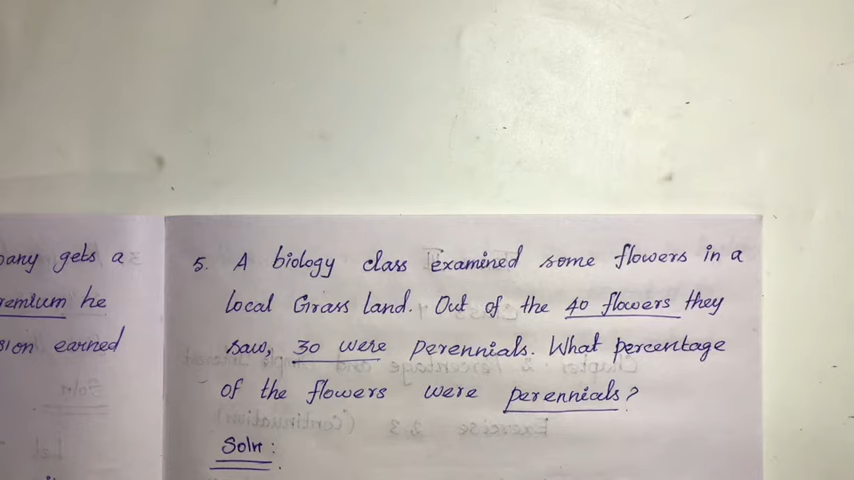 pany gets a
remium he
sion earned
5. A biology class examined some flowers in a
local Grass land. Out of the 40 flowers they
saw, 30 were perennials. What percentage
of the flowers were perennials?
Soln: